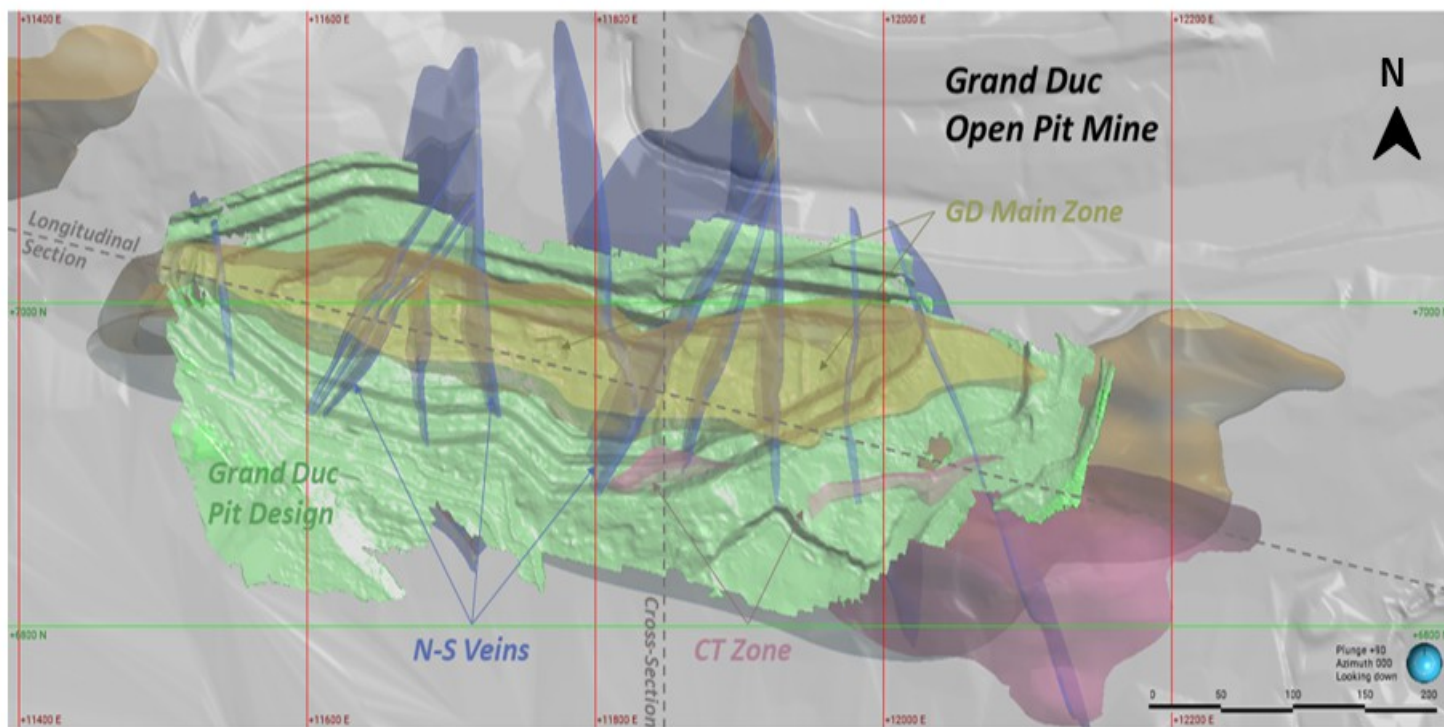 +11400 E
+11600 E
+11800 E
+12000 E
+12200 E
Grand Duc
Open Pit Mine
N
GD Main Zone
Longitudinal
Section
+7000 N
+7000 N
Grand Duc
Pit Design
+6800 N
+6800 N
N-S Veins
Cross-Section
CT Zone
Plunge +90
Azimuth 000
Looking down
0 50 100 150 200
+11400 E
+11600 E
+11800 E
+12000 E
+12200 E